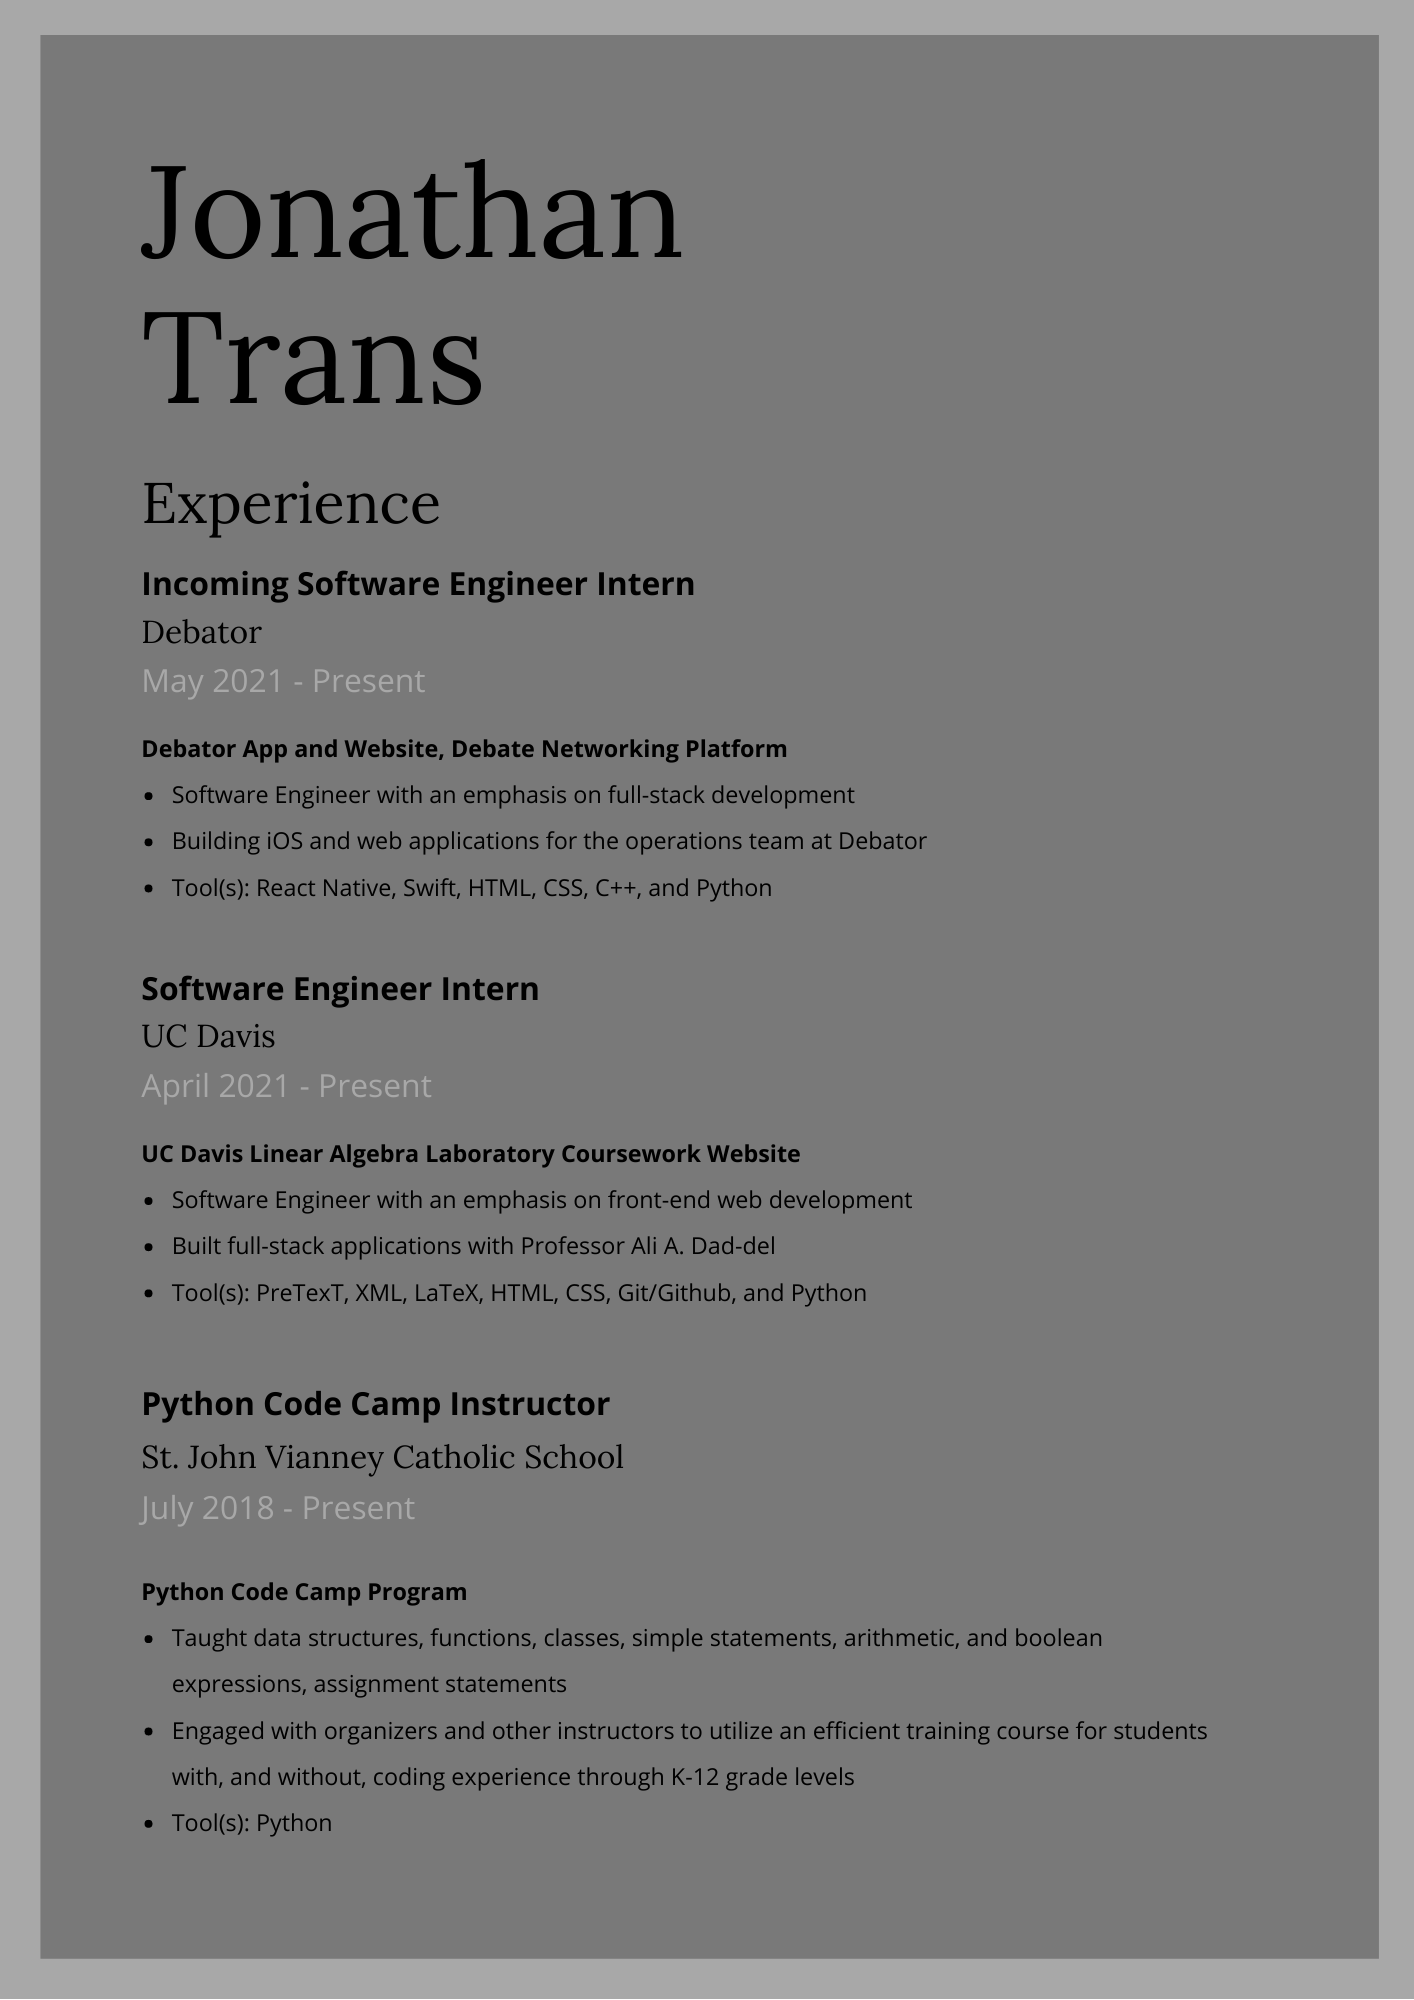 Jonathan
Trans
Experience
Incoming Software Engineer Intern
Debator
May 2021 - Present
Debator App and Website, Debate Networking Platform
• Software Engineer with an emphasis on full-stack development
• Building iOS and web applications for the operations team at Debator
• Tool(s): React Native, Swift, HTML, CSS, C++, and Python
Software Engineer Intern
UC Davis
April 2021 - Present
UC Davis Linear Algebra Laboratory Coursework Website
• Software Engineer with an emphasis on front-end web development
• Built full-stack applications with Professor Ali A. Dad-del
• Tool(s): PreTexT, XML, LaTeX, HTML, CSS, Git/Github, and Python
Python Code Camp Instructor
St. John Vianney Catholic School
July 2018 - Present
Python Code Camp Program
• Taught data structures, functions, classes, simple statements, arithmetic, and boolean
expressions, assignment statements
• Engaged with organizers and other instructors to utilize an efficient training course for students
with, and without, coding experience through K-12 grade levels
• Tool(s): Python